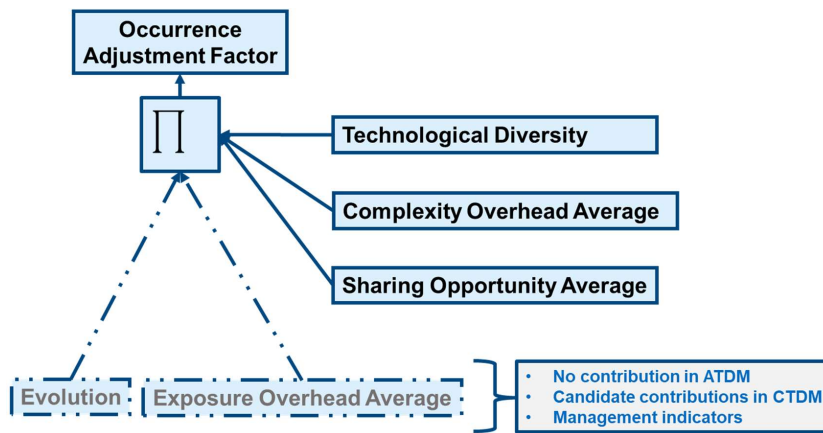 Occurrence
Adjustment Factor
∏
Technological Diversity
Complexity Overhead Average
Sharing Opportunity Average
Evolution
Exposure Overhead Average
• No contribution in ATDM
• Candidate contributions in CTDM
• Management indicators